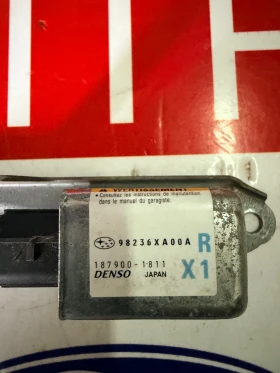 AVERTISSEMENT
• Consultez les instructions de manutention
dans le manuel du garagiste.
98236XA00A R
187900-1811 X1
DENSO JAPAN